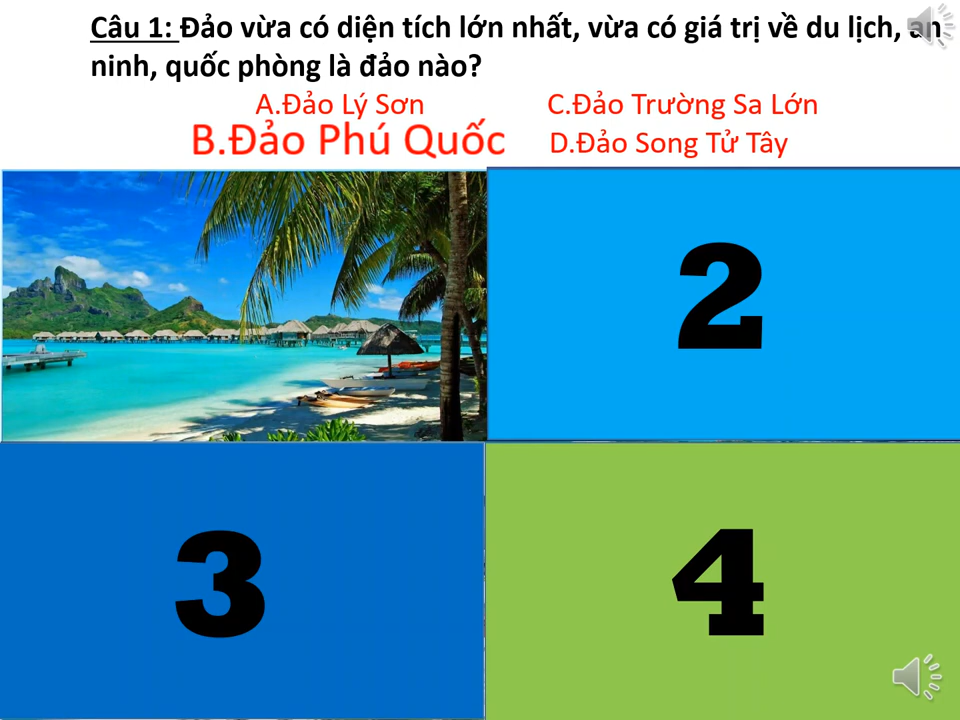 Câu 1: Đảo vừa có diện tích lớn nhất, vừa có giá trị về du lịch, an
ninh, quốc phòng là đảo nào?
A.Đảo Lý Sơn C.Đảo Trường Sa Lớn
B.Đảo Phú Quốc D.Đảo Song Tử Tây
2
3
4